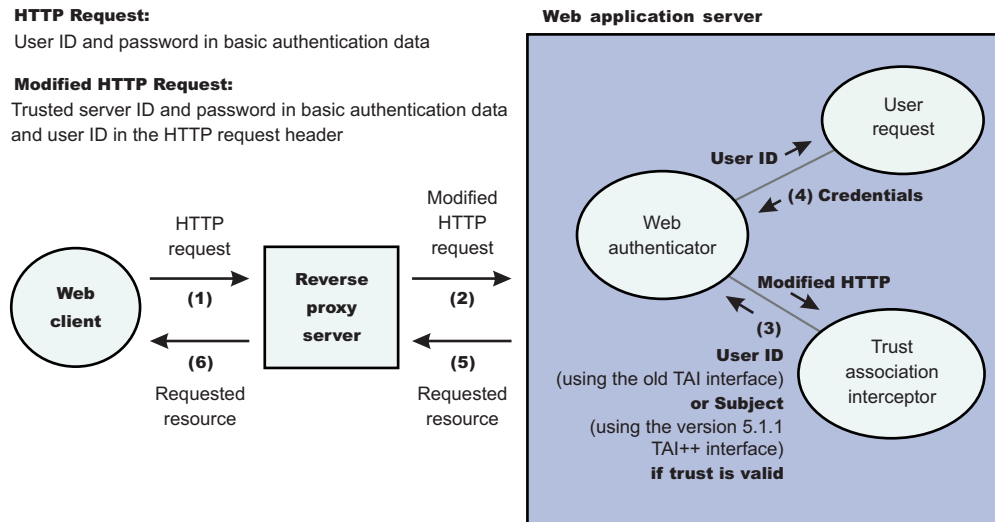 HTTP Request:
User ID and password in basic authentication data
Modified HTTP Request:
Trusted server ID and password in basic authentication data
and user ID in the HTTP request header
Web application server
User
request
User ID
(4) Credentials
Web
authenticator
Modified HTTP
(3)
User ID
(using the old TAI interface)
or Subject
(using the version 5.1.1
TAI++ interface)
if trust is valid
Trust
association
interceptor
Web
client
HTTP
request
(1)
(6)
Requested
resource
Reverse
proxy
server
Modified
HTTP
request
(2)
(5)
Requested
resource